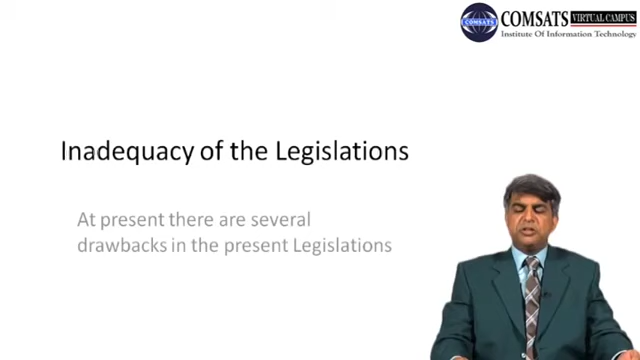 COMSATS VIRTUAL CAMPUS
Institute Of Information Technology
COMSATS
Inadequacy of the Legislations
At present there are several
drawbacks in the present Legislations